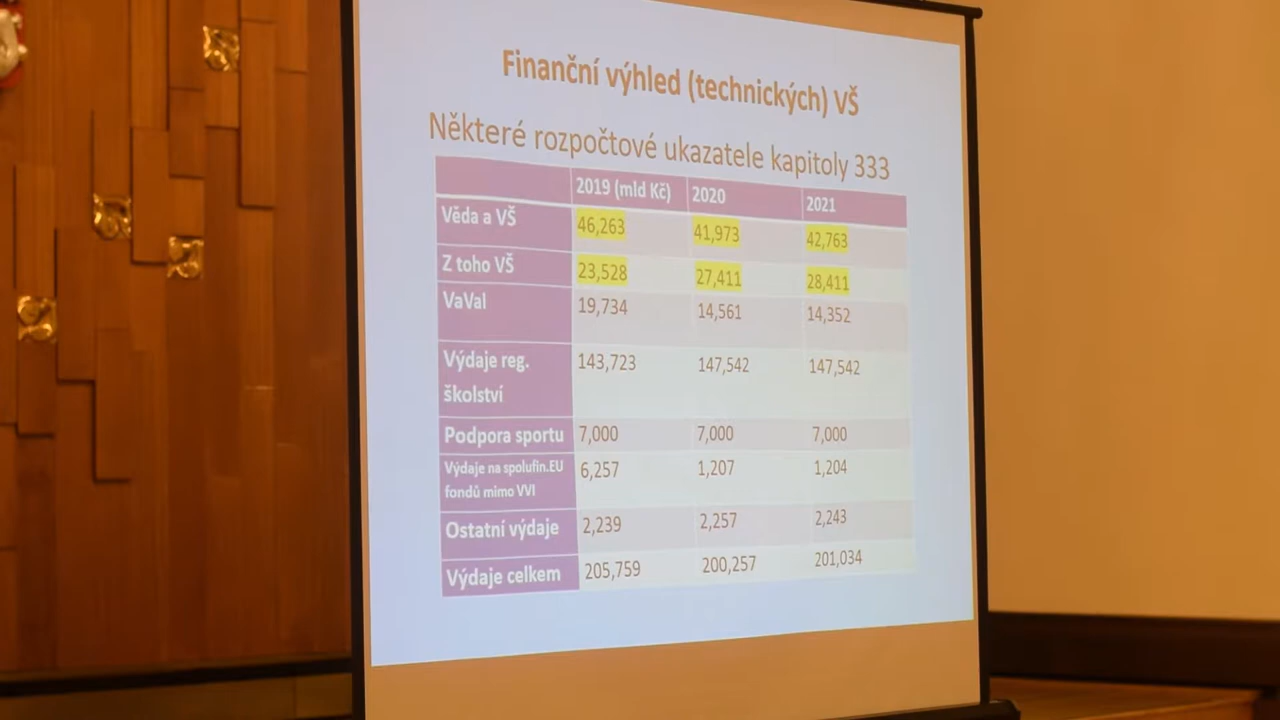 Finanční výhled (technických) VŠ
Některé rozpočtové ukazatele kapitoly 333
2019 (mld Kč) 2020 2021
Věda a VŠ 46,263 41,973 42,763
Z toho VŠ 23,528 27,411 28,411
VaVal 19,734 14,561 14,352
Výdaje reg. 143,723 147,542 147,542
školství
Podpora sportu 7,000 7,000 7,000
Výdaje na spolufin.EU 6,257 1,207 1,204
fondů mimo VVI
Ostatní výdaje 2,239 2,257 2,243
Výdaje celkem 205,759 200,257 201,034